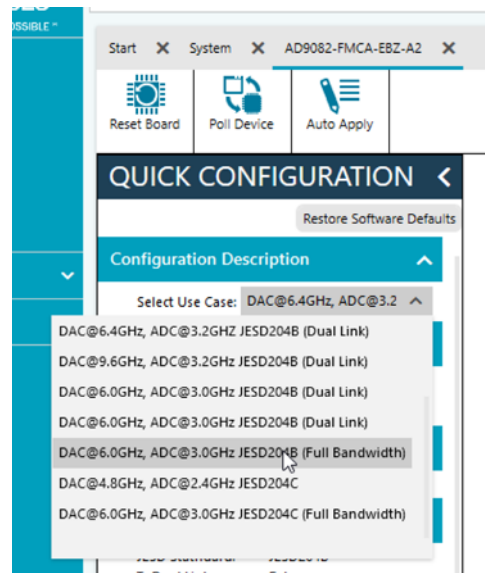 OSSIBLE "
Start System AD9082-FMCA-EBZ-A2
Reset Board Poll Device Auto Apply
QUICK CONFIGURATION
Restore Software Defaults
Configuration Description
Select Use Case: DAC@6.4GHz, ADC@3.2
DAC@6.4GHz, ADC@3.2GHZ JESD204B (Dual Link)
DAC@9.6GHz, ADC@3.2GHz JESD204B (Dual Link)
DAC@6.0GHz, ADC@3.0GHz JESD204B (Dual Link)
DAC@6.0GHz, ADC@3.0GHz JESD204B (Dual Link)
DAC@6.0GHz, ADC@3.0GHz JESD204B (Full Bandwidth)
DAC@4.8GHz, ADC@2.4GHz JESD204C
DAC@6.0GHz, ADC@3.0GHz JESD204C (Full Bandwidth)